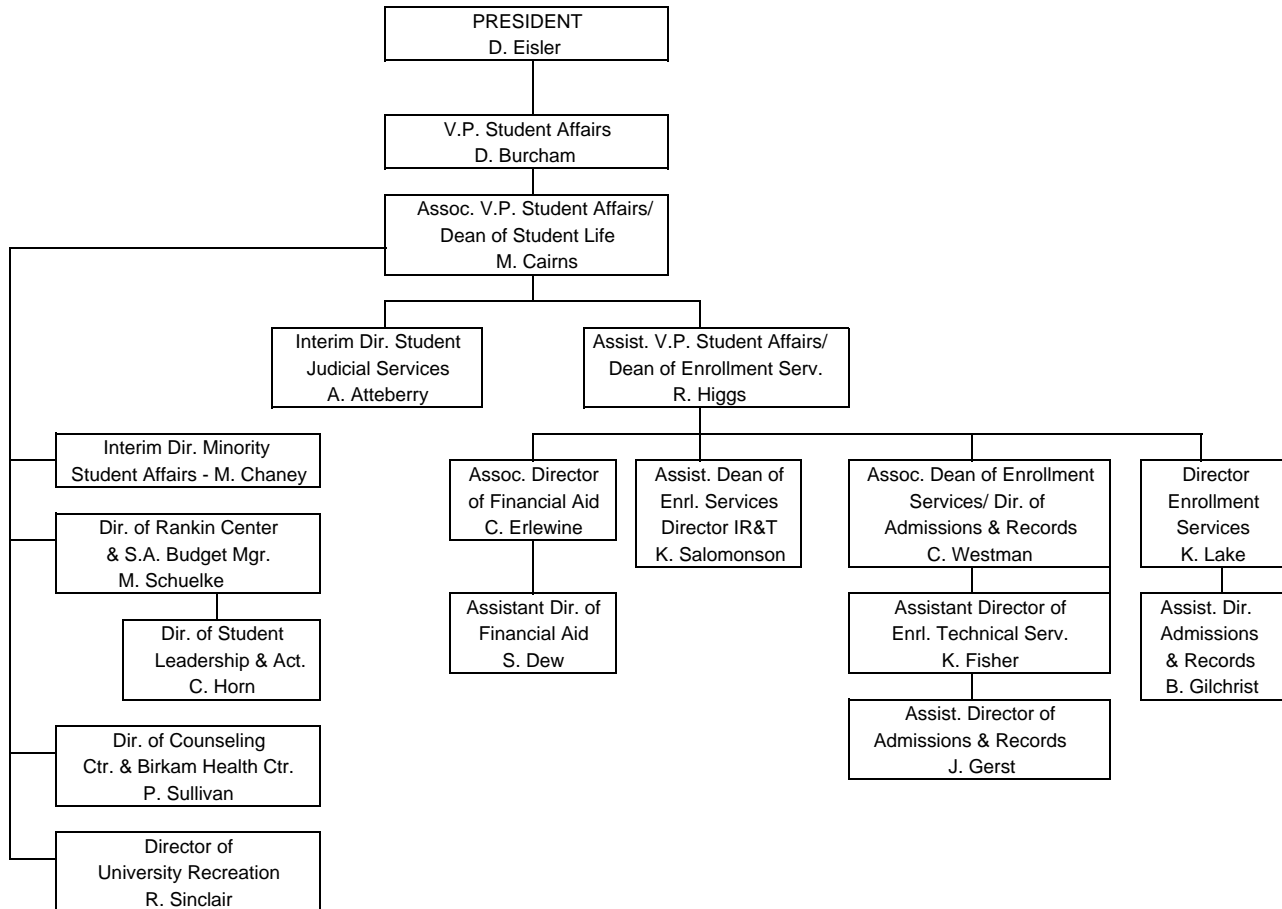 PRESIDENT
D. Eisler
V.P. Student Affairs
D. Burcham
Assoc. V.P. Student Affairs/
Dean of Student Life
M. Cairns
Interim Dir. Student
Judicial Services
A. Atteberry
Assist. V.P. Student Affairs/
Dean of Enrollment Serv.
R. Higgs
Interim Dir. Minority
Student Affairs - M. Chaney
Dir. of Rankin Center
& S.A. Budget Mgr.
M. Schuelke
Dir. of Student
Leadership & Act.
C. Horn
Dir. of Counseling
Ctr. & Birkam Health Ctr.
P. Sullivan
Director of
University Recreation
R. Sinclair
Assoc. Director
of Financial Aid
C. Erlewine
Assistant Dir. of
Financial Aid
S. Dew
Assist. Dean of
Enrl. Services
Director IR&T
K. Salomonson
Assoc. Dean of Enrollment
Services/ Dir. of
Admissions & Records
C. Westman
Assistant Director of
Enrl. Technical Serv.
K. Fisher
Assist. Director of
Admissions & Records
J. Gerst
Director
Enrollment
Services
K. Lake
Assist. Dir.
Admissions
& Records
B. Gilchrist